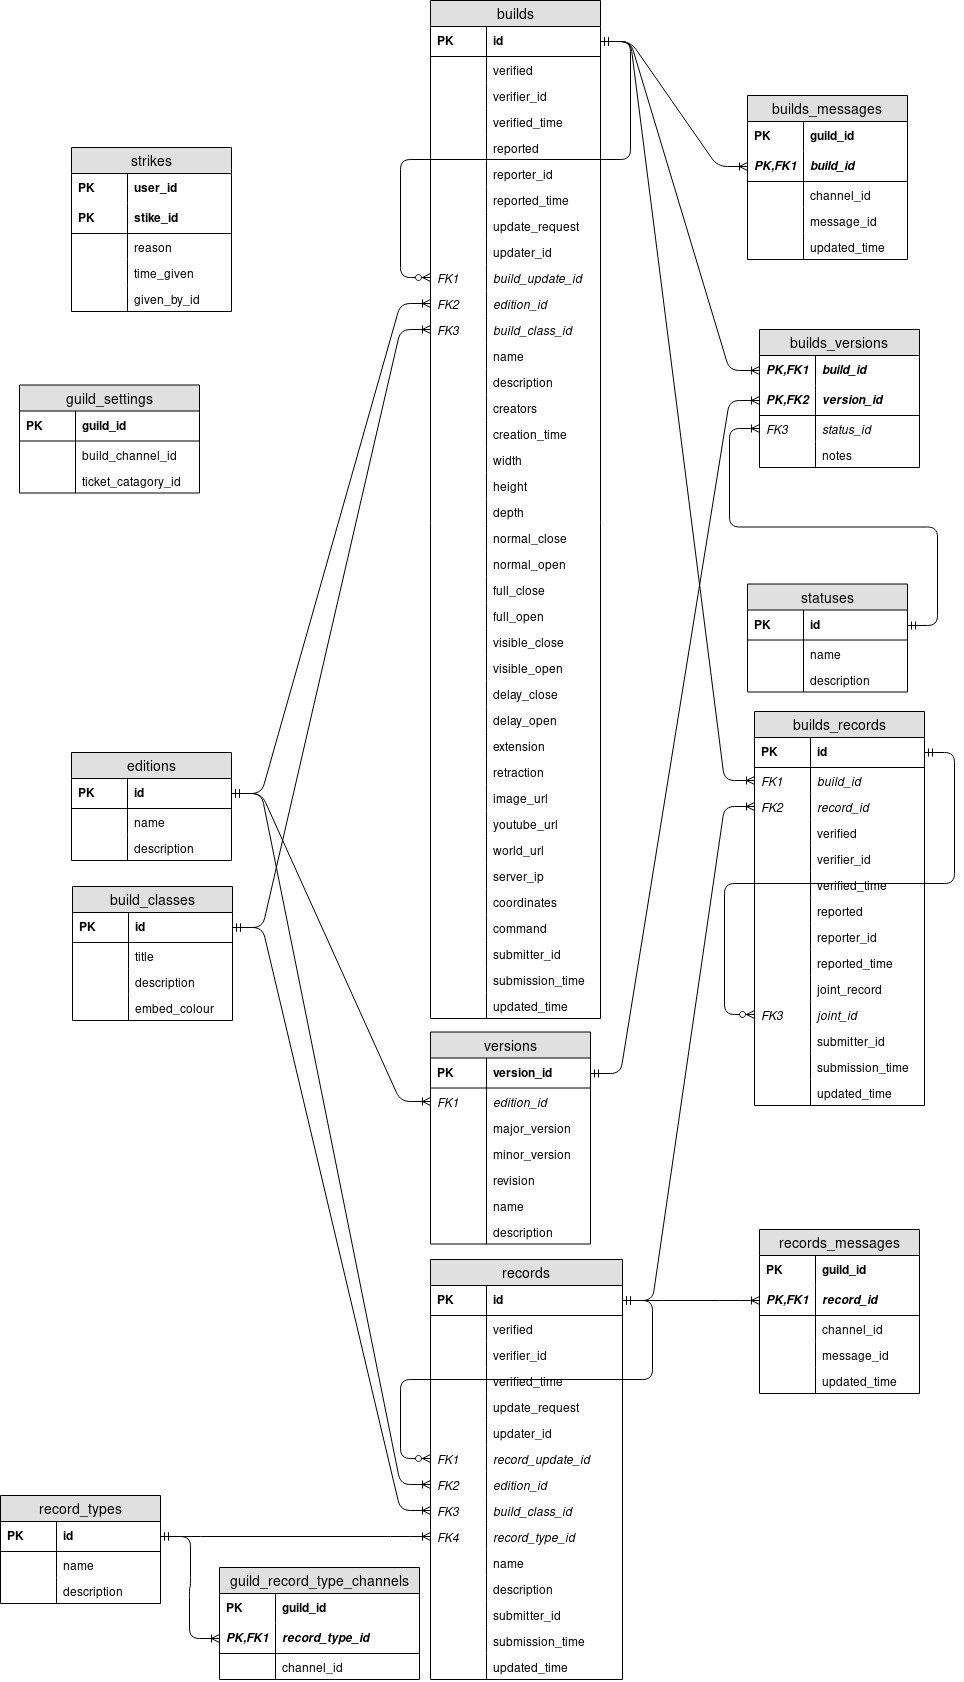 builds
PK id
verified
verifier_id
verified_time
reported
reporter_id
reported_time
update_request
updater_id
FK1 build_update_id
FK2 edition_id
FK3 build_class_id
name
description
creators
creation_time
width
height
depth
normal_close
normal_open
full_close
full_open
visible_close
visible_open
delay_close
delay_open
extension
retraction
image_url
youtube_url
world_url
server_ip
coordinates
command
submitter_id
submission_time
updated_time
builds_messages
PK guild_id
PK,FK1 build_id
channel_id
message_id
updated_time
strikes
PK user_id
PK stike_id
reason
time_given
given_by_id
builds_versions
PK,FK1 build_id
PK,FK2 version_id
FK3 status_id
notes
guild_settings
PK guild_id
build_channel_id
ticket_catagory_id
statuses
PK id
name
description
builds_records
PK id
FK1 build_id
FK2 record_id
verified
verifier_id
verified_time
reported
reporter_id
reported_time
joint_record
FK3 joint_id
submitter_id
submission_time
updated_time
editions
PK id
name
description
build_classes
PK id
title
description
embed_colour
versions
PK version_id
FK1 edition_id
major_version
minor_version
revision
name
description
records_messages
PK guild_id
PK,FK1 record_id
channel_id
message_id
updated_time
records
PK id
verified
verifier_id
verified_time
update_request
updater_id
FK1 record_update_id
FK2 edition_id
FK3 build_class_id
FK4 record_type_id
name
description
submitter_id
submission_time
updated_time
record_types
PK id
name
description
guild_record_type_channels
PK guild_id
PK,FK1 record_type_id
channel_id